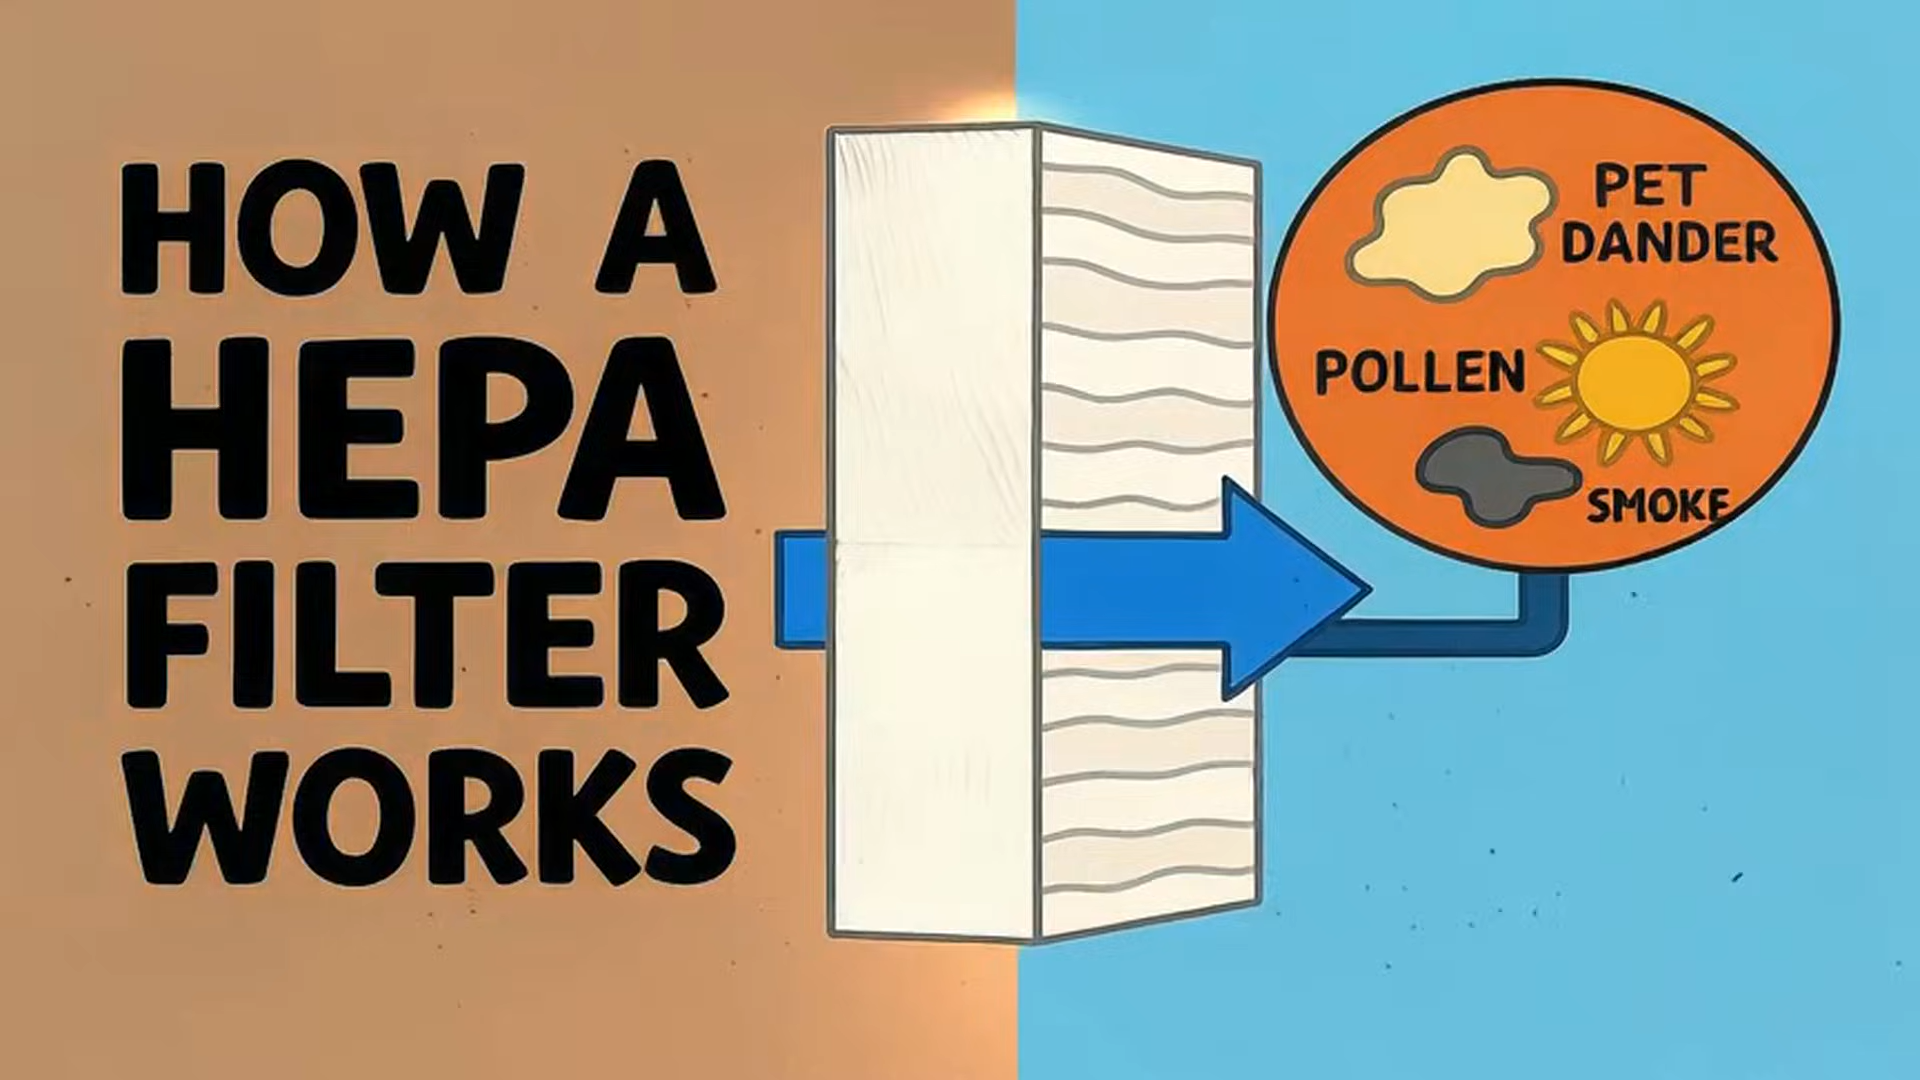 HOW A
HEPA
FILTER
WORKS
PET
DANDER
POLLEN
SMOKE